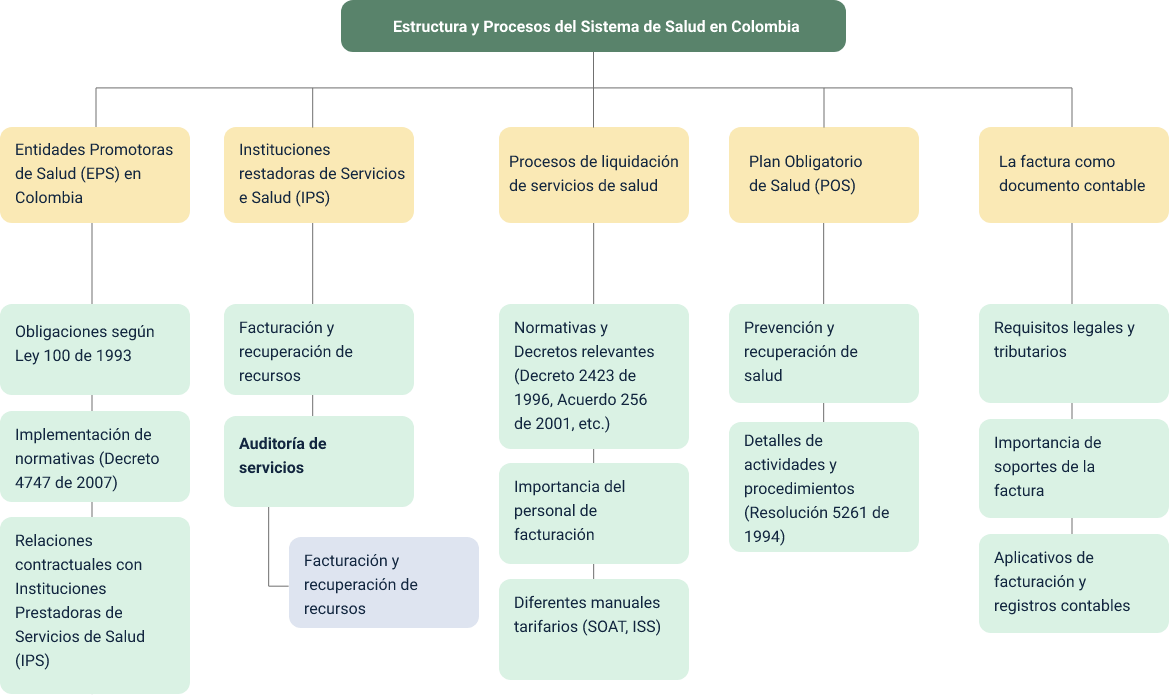 Estructura y Procesos del Sistema de Salud en Colombia
Entidades Promotoras
de Salud (EPS) en
Colombia
Obligaciones según
Ley 100 de 1993
Implementación de
normativas (Decreto
4747 de 2007)
Relaciones
contractuales con
Instituciones
Prestadoras de
Servicios de Salud
(IPS)
Instituciones
restadoras de Servicios
e Salud (IPS)
Facturación y
recuperación de
recursos
Auditoría de
servicios
Facturación y
recuperación de
recursos
Procesos de liquidación
de servicios de salud
Normativas y
Decretos relevantes
(Decreto 2423 de
1996, Acuerdo 256
de 2001, etc.)
Importancia del
personal de
facturación
Diferentes manuales
tarifarios (SOAT, ISS)
Plan Obligatorio
de Salud (POS)
Prevención y
recuperación de
salud
Detalles de
actividades y
procedimientos
(Resolución 5261 de
1994)
La factura como
documento contable
Requisitos legales y
tributarios
Importancia de
soportes de la
factura
Aplicativos de
facturación y
registros contables